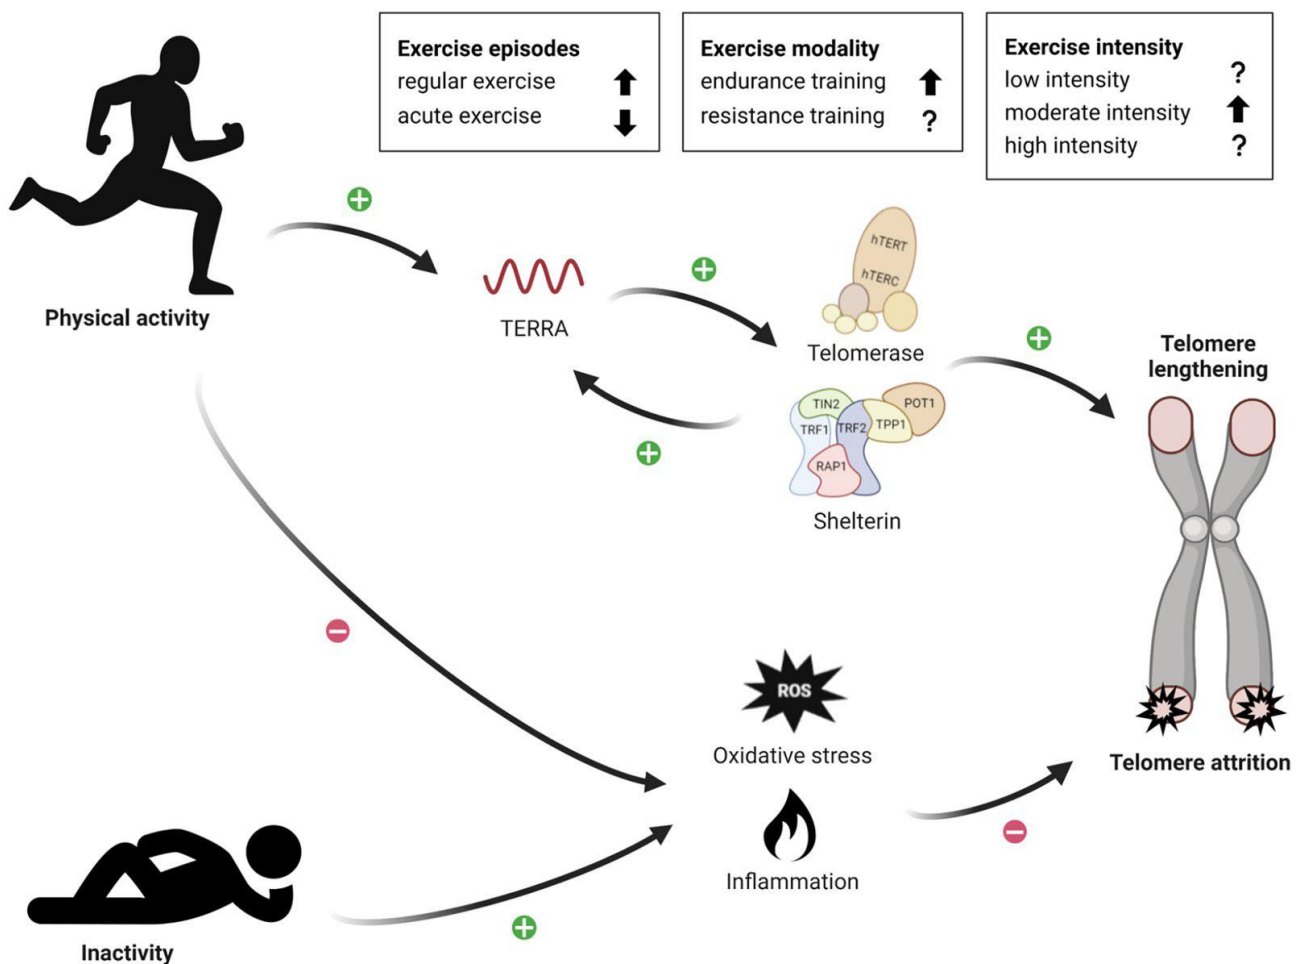 Exercise episodes
regular exercise
acute exercise
Exercise modality
endurance training
resistance training ?
Exercise intensity
low intensity ?
moderate intensity
high intensity ?
Physical activity
TERRA
hTERT
hTERC
Telomerase
TIN2
POT1
TRF1
TRF2
TPP1
RAP1
Shelterin
Telomere
lengthening
ROS
Oxidative stress
Inflammation
Telomere attrition
Inactivity